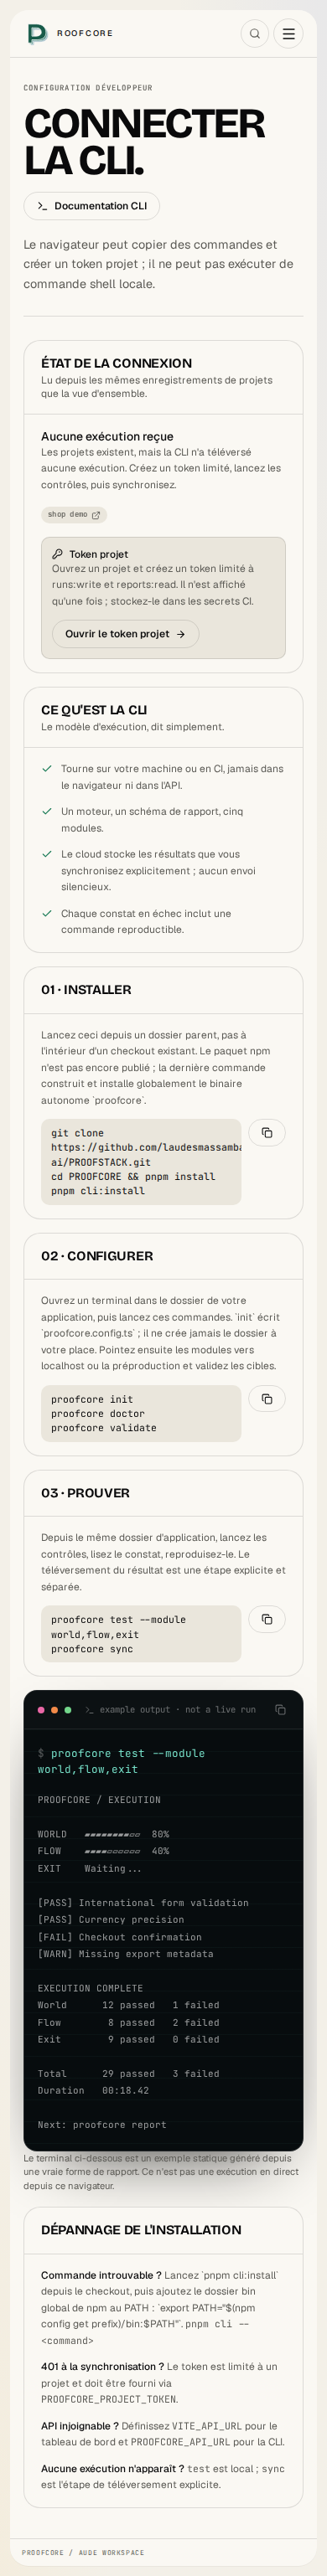 ROOFCORE
CONFIGURATION DÉVELOPPEUR
CONNECTER
LA CLI.
Documentation CLI
Le navigateur peut copier des commandes et
créer un token projet ; il ne peut pas exécuter de
commande shell locale.
ÉTAT DE LA CONNEXION
Lu depuis les mêmes enregistrements de projets
que la vue d'ensemble.
Aucune exécution reçue
Les projets existent, mais la CLI n'a téléversé
aucune exécution. Créez un token limité, lancez les
contrôles, puis synchronisez.
shop demo
Token projet
Ouvrez un projet et créez un token limité à
runs:write et reports:read. Il n'est affiché
qu'une fois ; stockez-le dans les secrets CI.
Ouvrir le token projet →
CE QU'EST LA CLI
Le modèle d'exécution, dit simplement.
Tourne sur votre machine ou en CI, jamais dans
le navigateur ni dans l'API.
Un moteur, un schéma de rapport, cinq
modules.
Le cloud stocke les résultats que vous
synchronisez explicitement ; aucun envoi
silencieux.
Chaque constat en échec inclut une
commande reproductible.
01 · INSTALLER
Lancez ceci depuis un dossier parent, pas à
l'intérieur d'un checkout existant. Le paquet npm
n'est pas encore publié ; la dernière commande
construit et installe globalement le binaire
autonome `proofcore`.
git clone
https://github.com/laudesmassamba
ai/PROOFSTACK.git
cd PROOFCORE && pnpm install
pnpm cli:install
02 · CONFIGURER
Ouvrez un terminal dans le dossier de votre
application, puis lancez ces commandes. `init` écrit
`proofcore.config.ts` ; il ne crée jamais le dossier à
votre place. Pointez ensuite les modules vers
localhost ou la préproduction et validez les cibles.
proofcore init
proofcore doctor
proofcore validate
03 · PROUVER
Depuis le même dossier d'application, lancez les
contrôles, lisez le constat, reproduisez-le. Le
téléversement du résultat est une étape explicite et
séparée.
proofcore test --module
world,flow,exit
proofcore sync
example output · not a live run
$ proofcore test --module
world,flow,exit
PROOFCORE / EXECUTION
WORLD ▰▰▰▰▰▰▰▰▱▱ 80%
FLOW ▰▰▰▰▱▱▱▱▱▱ 40%
EXIT Waiting...
[PASS] International form validation
[PASS] Currency precision
[FAIL] Checkout confirmation
[WARN] Missing export metadata
EXECUTION COMPLETE
World 12 passed 1 failed
Flow 8 passed 2 failed
Exit 9 passed 0 failed
Total 29 passed 3 failed
Duration 00:18.42
Next: proofcore report
Le terminal ci-dessous est un exemple statique généré depuis
une vraie forme de rapport. Ce n'est pas une exécution en direct
depuis ce navigateur.
DÉPANNAGE DE L'INSTALLATION
Commande introuvable ? Lancez `pnpm cli:install`
depuis le checkout, puis ajoutez le dossier bin
global de npm au PATH : `export PATH="$(npm
config get prefix)/bin:$PATH"`. pnpm cli --
<command>
401 à la synchronisation ? Le token est limité à un
projet et doit être fourni via
PROOFCORE_PROJECT_TOKEN.
API injoignable ? Définissez VITE_API_URL pour le
tableau de bord et PROOFCORE_API_URL pour la CLI.
Aucune exécution n'apparaît ? test est local ; sync
est l'étape de téléversement explicite.
PROOFCORE / AUDE WORKSPACE